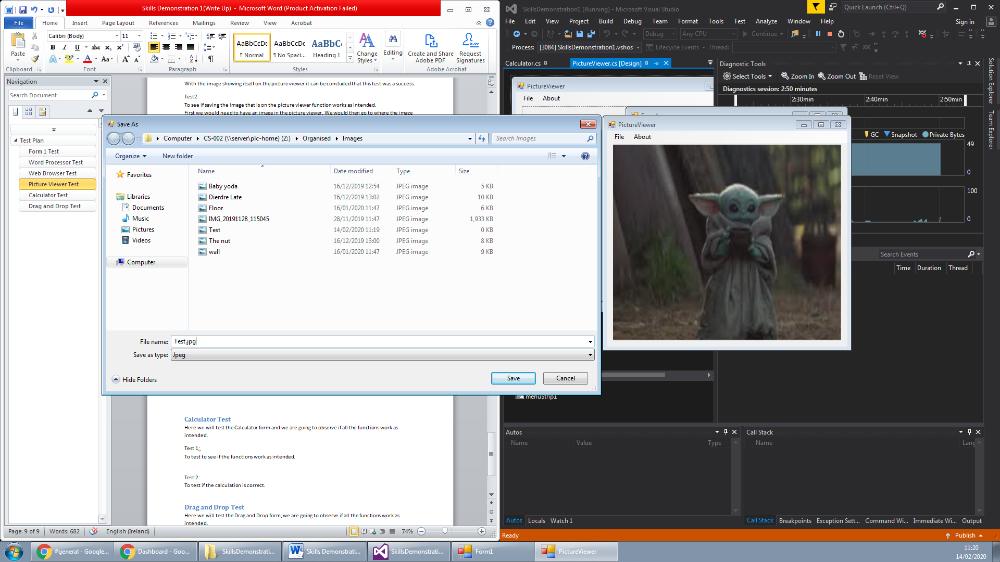 Skills Demonstration 1(Write Up) - Microsoft Word (Product Activation Failed)
File Home Insert Page Layout References Mailings Review View Acrobat
Calibri (Body) 11
Paste
AaBbCcDc AaBbCcDc AaBbCc
¶ Normal ¶ No Spaci... Heading 1
Change Styles
Editing
Create and Share Adobe PDF
Request Signatures
Clipboard Font Paragraph Styles Adobe Acrobat
Navigation
Search Document
Test Plan
Form 1 Test
Word Processor Test
Web Browser Test
Picture Viewer Test
Calculator Test
Drag and Drop Test
With the image showing itself on the picture viewer it can be concluded that this test was a success.
Test2:
To see if saving the image that is on the picture viewer function works as intended.
First we would need to have an image in the picture viewer. We would then go to where the image
Save As
Computer CS-002 (\\server\plc-home) (Z:) Organised Images
Search Images
Organize New folder
Favorites
Libraries
Documents
Music
Pictures
Videos
Computer
Name Date modified Type Size
Baby yoda 16/12/2019 12:54 JPEG image 5 KB
Dierdre Late 16/12/2019 13:02 JPEG image 10 KB
Floor 16/01/2020 11:47 JPEG image 6 KB
IMG_20191128_115045 28/11/2019 11:47 JPEG image 1,933 KB
Test 14/02/2020 11:19 JPEG image 0 KB
The nut 16/12/2019 13:00 JPEG image 8 KB
wall 16/01/2020 11:47 JPEG image 9 KB
File name: Test.jpg
Save as type: Jpeg
Hide Folders
Save Cancel
Calculator Test
Here we will test the Calculator form and we are going to observe if all the functions work as
intended.
Test 1:
To test to see if the functions work as intended.
Test 2:
To test if the calculation is correct.
Drag and Drop Test
Here we will test the Drag and Drop form, we are going to observe if all the functions work as
intended.
Page: 9 of 9 Words: 682 English (Ireland) 74%
SkillsDemonstration1 (Running) - Microsoft Visual Studio
Quick Launch (Ctrl+Q)
File Edit View Project Build Debug Team Format Tools Test Analyze Window Help
Sign in
Debug Any CPU Continue
Process: [3084] SkillsDemonstration1.vshos Lifecycle Events Thread:
Calculator.cs PictureViewer.cs [Design]
PictureViewer
File About
PictureViewer
File About
menuStrip1
Diagnostic Tools
Select Tools Zoom In Zoom Out Reset View
Diagnostics session: 2:50 minutes
2:30min 2:40min 2:50min
GC Snapshot Private Bytes
49
0
100
0
Search Events
Time Duration Thread
Solution Explorer
Team Explorer
Autos
Name Value Type
Autos Locals Watch 1
Call Stack
Name Lang
Call Stack Breakpoints Exception Sett... Command Wi... Immediate Wi... Output
Ready
Publish
#general - Google... Dashboard - Goo... SkillsDemonstrati... Skills Demonstrati... SkillsDemonstrati... Form1 PictureViewer
11:20
14/02/2020